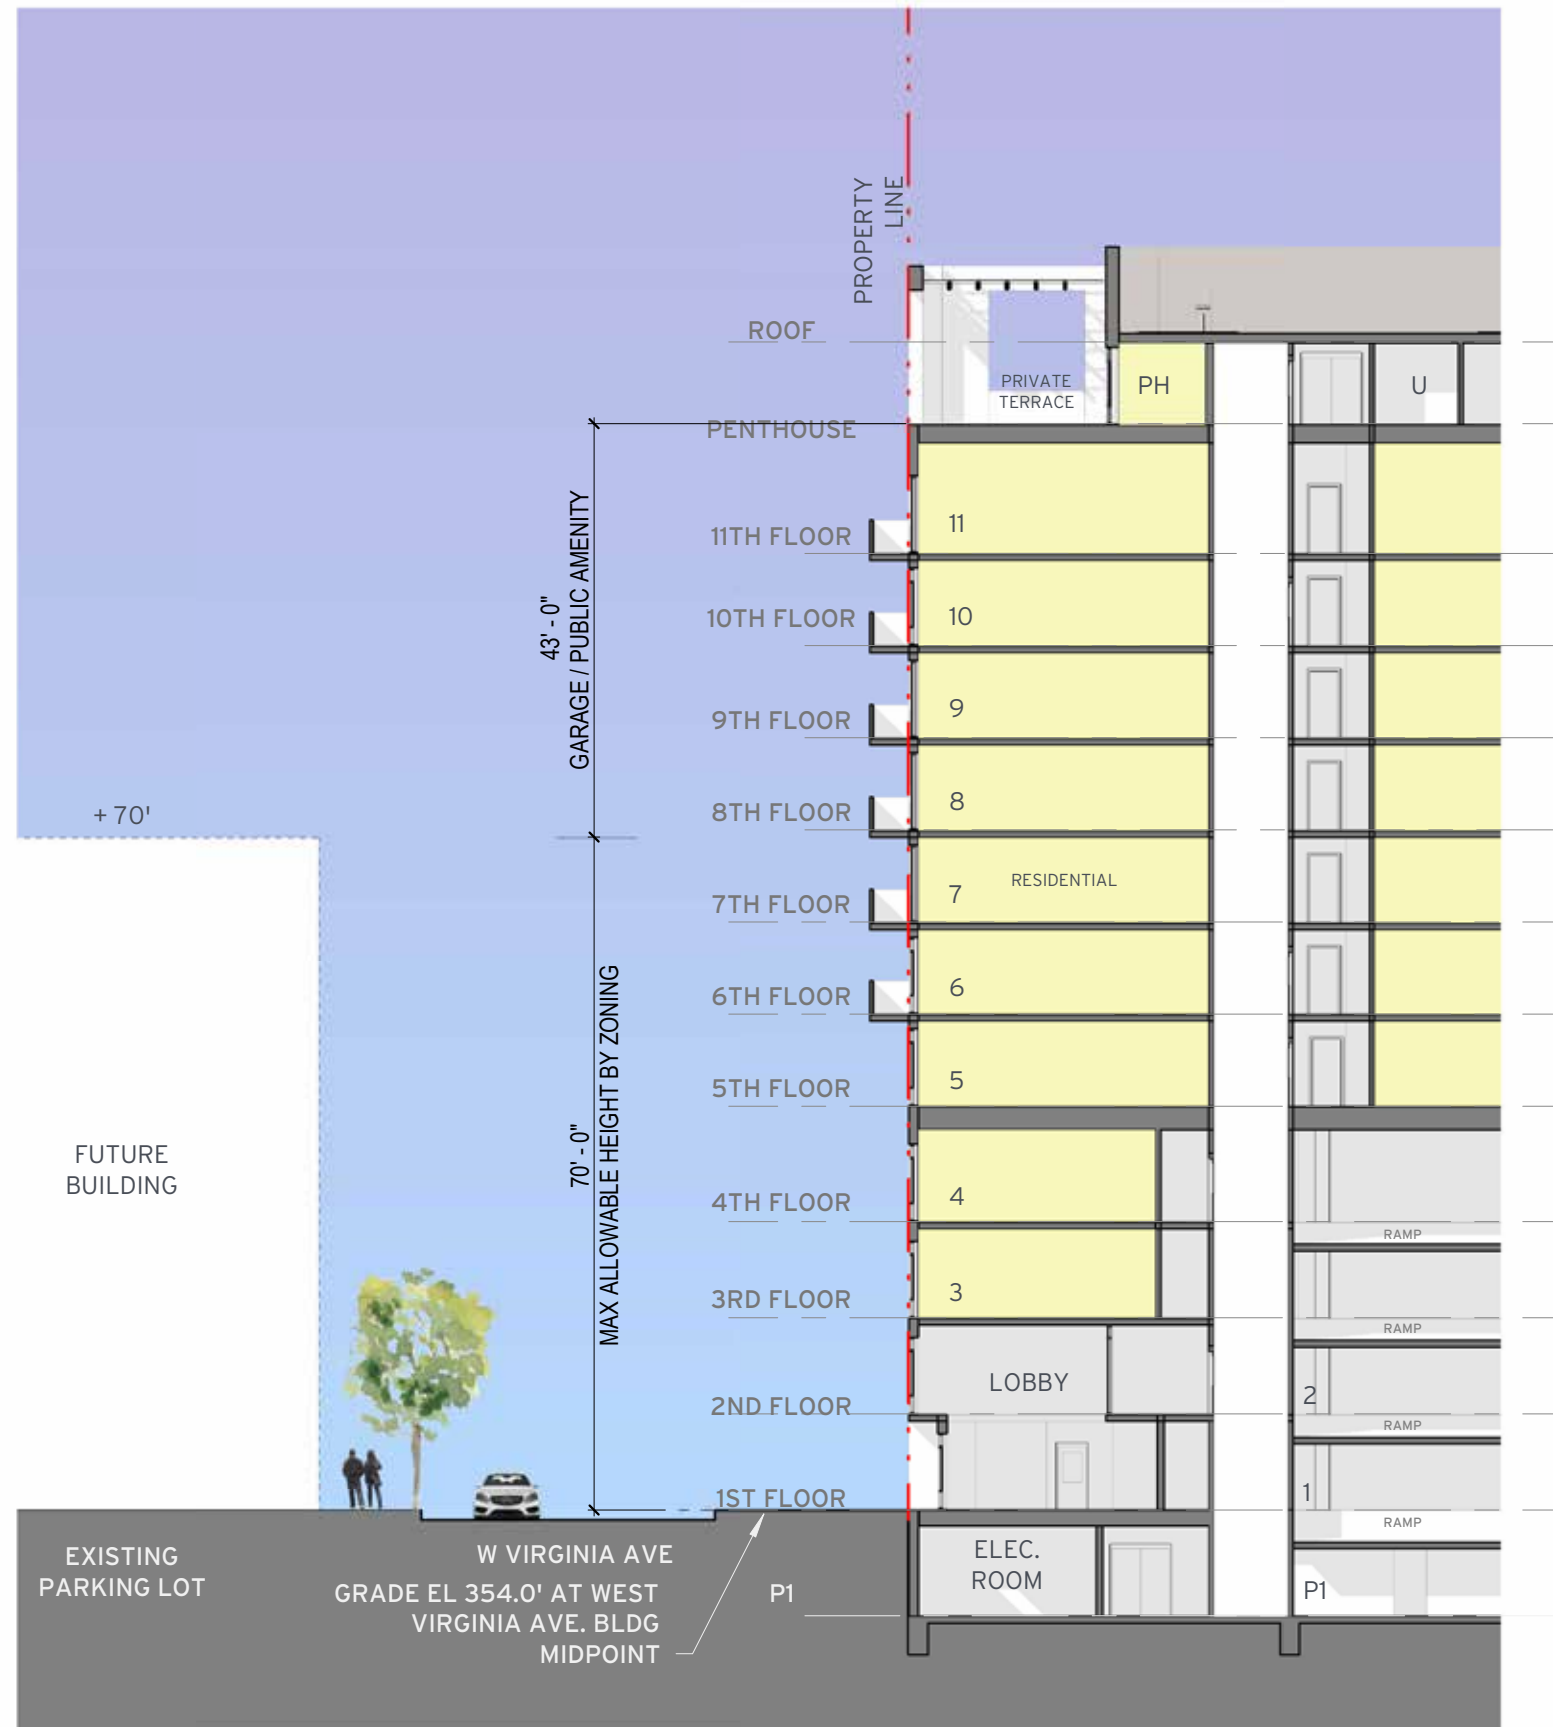 PROPERTY
LINE
ROOF
PRIVATE
TERRACE
PH
U
PENTHOUSE
43' - 0"
GARAGE / PUBLIC AMENITY
11TH FLOOR
11
10TH FLOOR
10
9TH FLOOR
9
+ 70'
8TH FLOOR
8
7TH FLOOR
7
RESIDENTIAL
6TH FLOOR
6
70' - 0"
MAX ALLOWABLE HEIGHT BY ZONING
5TH FLOOR
5
FUTURE
BUILDING
4TH FLOOR
4
RAMP
3RD FLOOR
3
RAMP
LOBBY
2ND FLOOR
2
RAMP
1ST FLOOR
1
RAMP
EXISTING
PARKING LOT
W VIRGINIA AVE
GRADE EL 354.0' AT WEST
VIRGINIA AVE. BLDG
MIDPOINT
P1
ELEC.
ROOM
P1